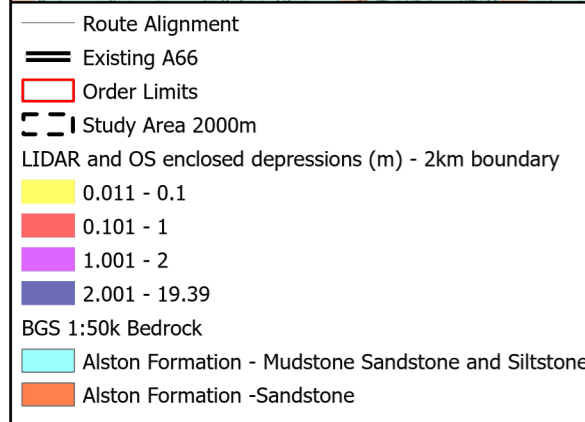 Route Alignment
Existing A66
Order Limits
Study Area 2000m
LIDAR and OS enclosed depressions (m) - 2km boundary
0.011 - 0.1
0.101 - 1
1.001 - 2
2.001 - 19.39
BGS 1:50k Bedrock
Alston Formation - Mudstone Sandstone and Siltstone
Alston Formation -Sandstone